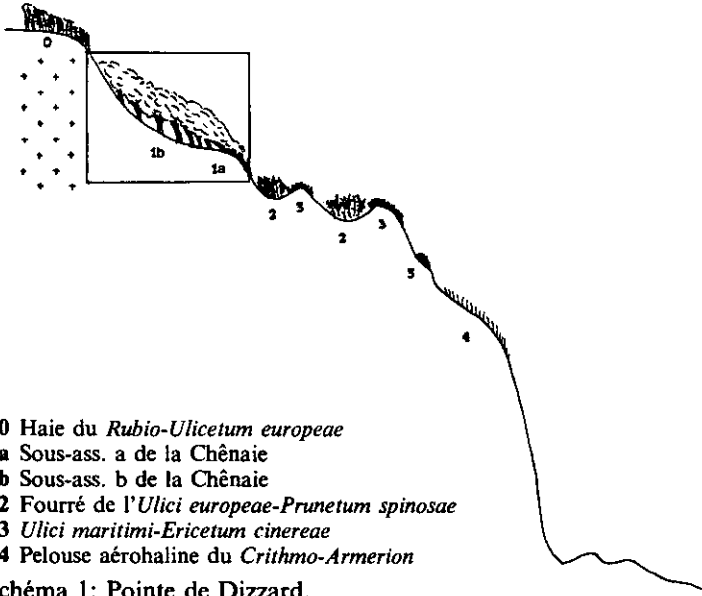 0
1b
1a
2
3
2
3
3
4
0 Haie du Rubio-Ulicetum europeae
a Sous-ass. a de la Chênaie
b Sous-ass. b de la Chênaie
2 Fourré de l'Ulici europeae-Prunetum spinosae
3 Ulici maritimi-Ericetum cinereae
4 Pelouse aérohaline du Crithmo-Armerion
chéma 1: Pointe de Dizzard.